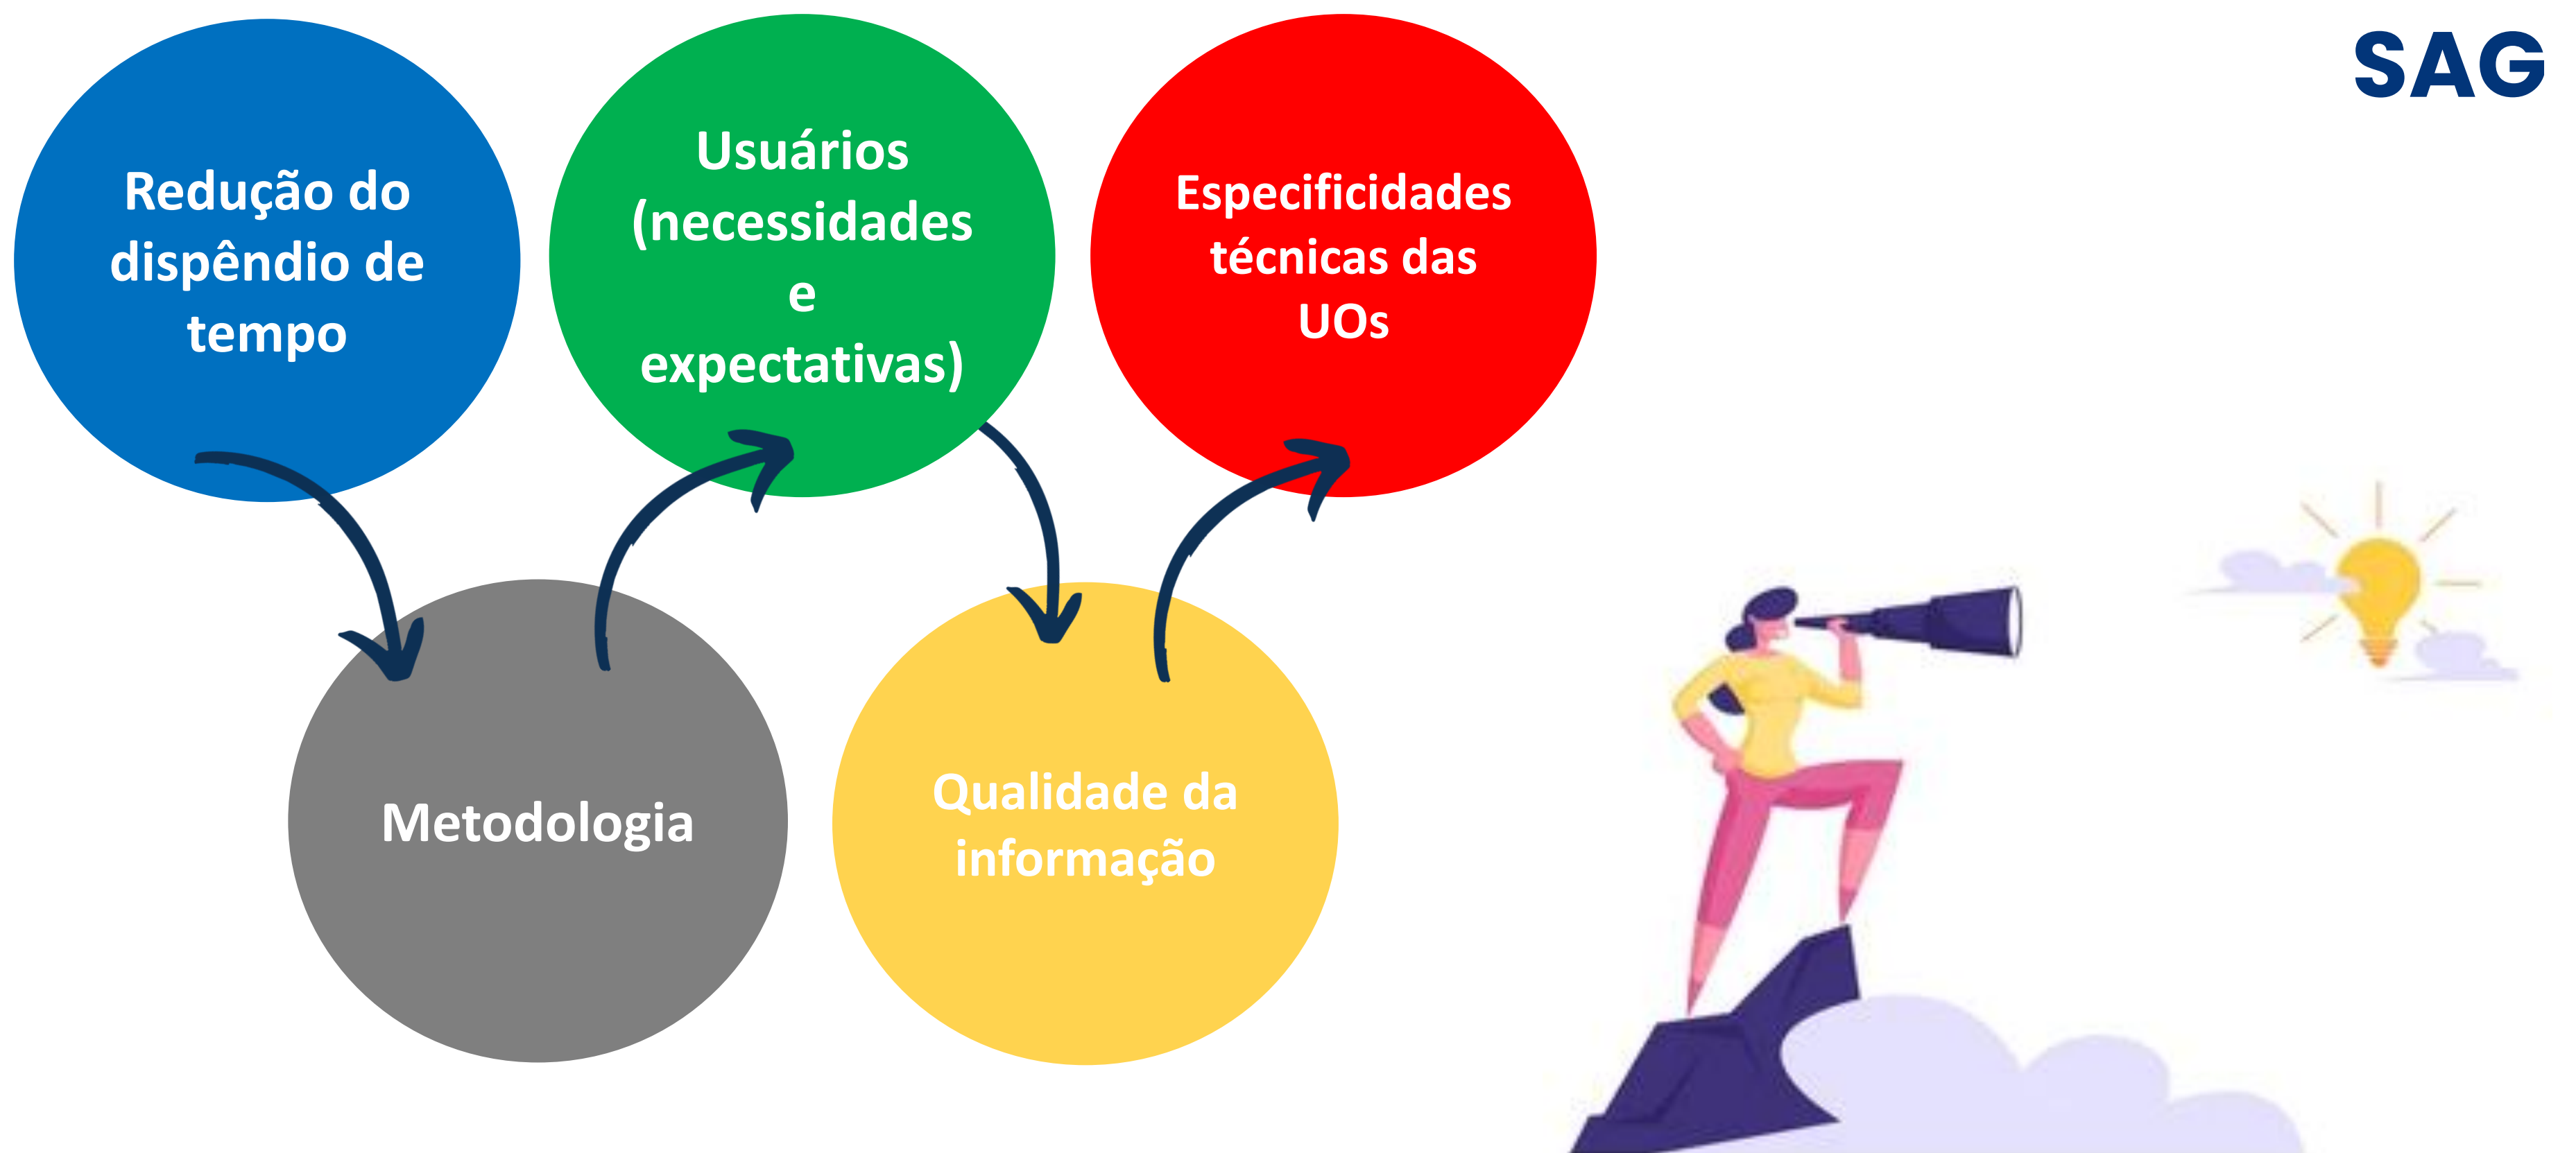 SAG
Redução do
dispêndio de
tempo
Metodologia
Usuários
(necessidades
e
expectativas)
Qualidade da
informação
Especificidades
técnicas das
UOs